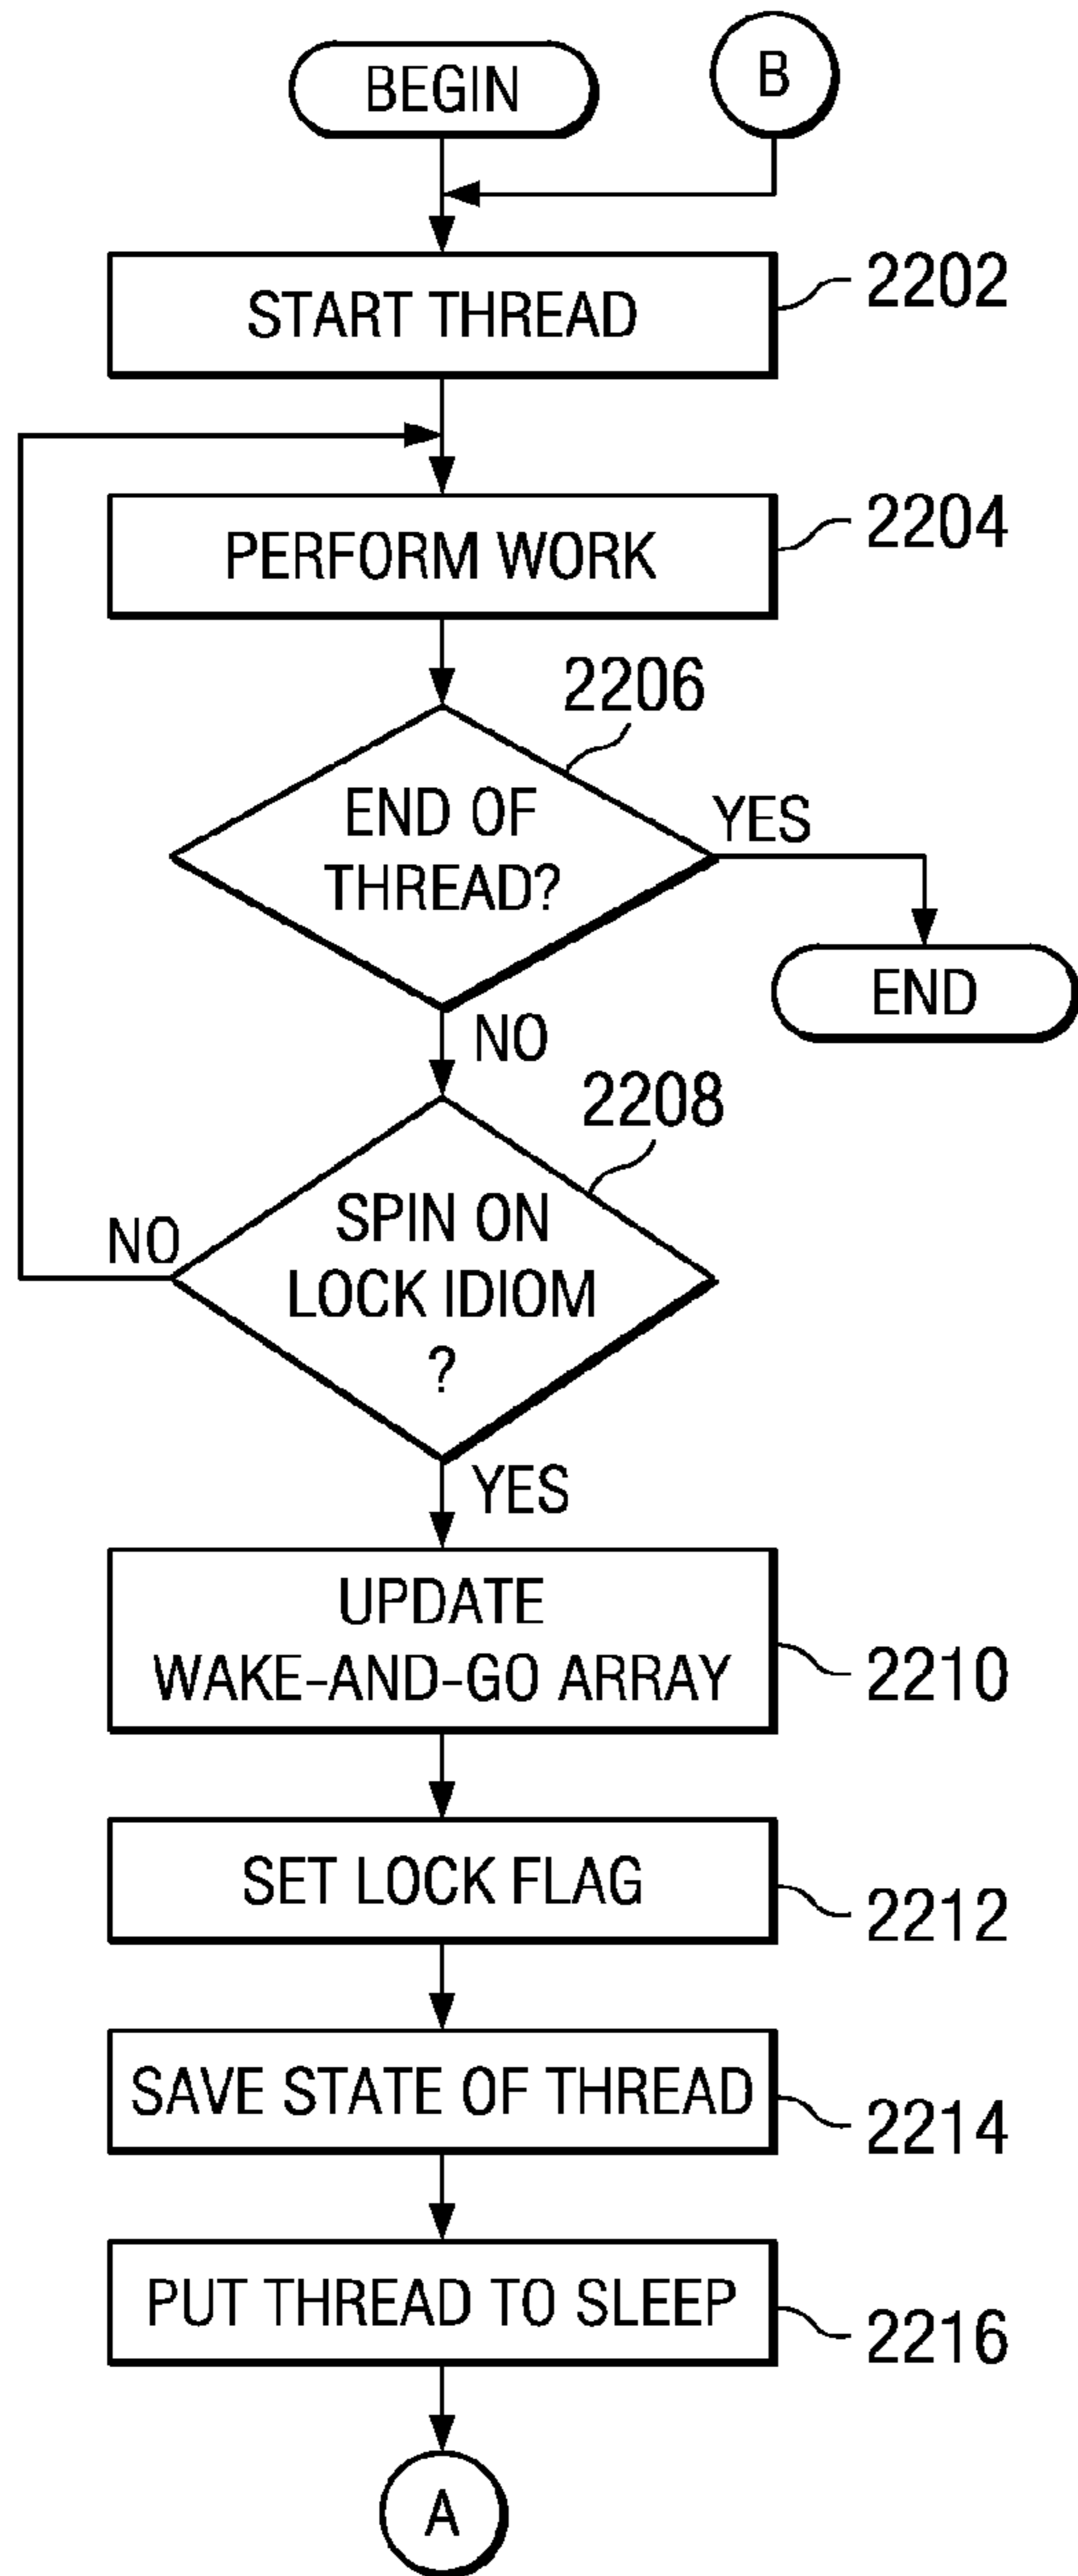 BEGIN
B
START THREAD
2202
PERFORM WORK
2204
2206
END OF
THREAD?
YES
END
NO
2208
SPIN ON
LOCK IDIOM
?
NO
YES
UPDATE
WAKE-AND-GO ARRAY
2210
SET LOCK FLAG
2212
SAVE STATE OF THREAD
2214
PUT THREAD TO SLEEP
2216
A